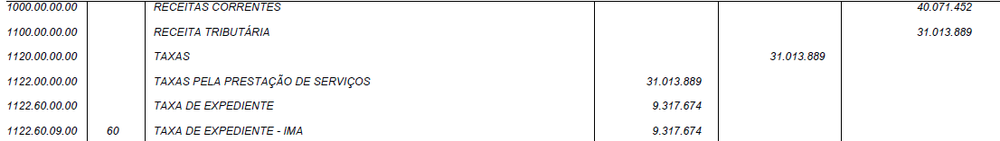 1000.00.00.00 RECEITAS CORRENTES 40.071.452
1100.00.00.00 RECEITA TRIBUTÁRIA 31.013.889
1120.00.00.00 TAXAS 31.013.889
1122.00.00.00 TAXAS PELA PRESTAÇÃO DE SERVIÇOS 31.013.889
1122.60.00.00 TAXA DE EXPEDIENTE 9.317.674
1122.60.09.00 60 TAXA DE EXPEDIENTE - IMA 9.317.674